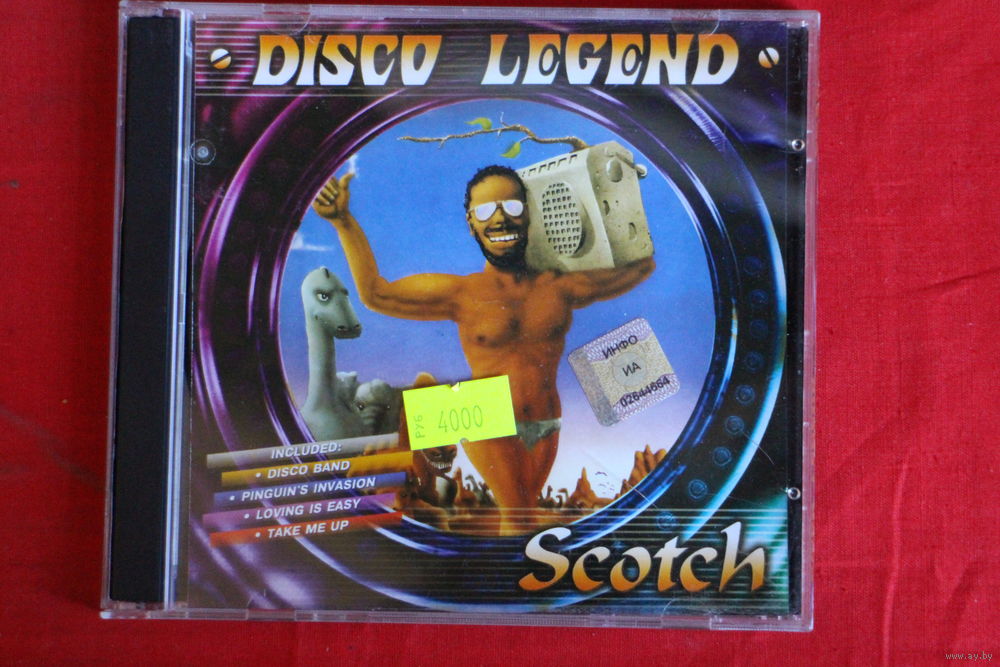 DISCO LEGEND
ИНФО
ИА
02644664
РУБ 4000
INCLUDED:
• DISCO BAND
• PINGUIN'S INVASION
• LOVING IS EASY
• TAKE ME UP
Scotch
www.ay.by